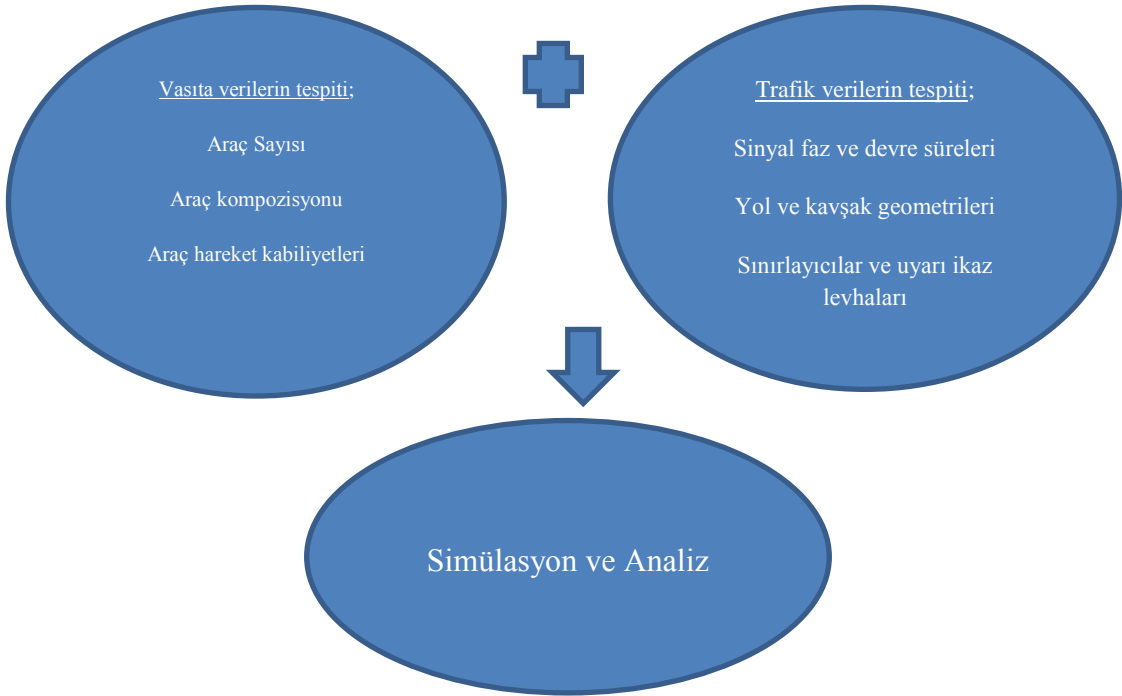 Vasıta verilerin tespiti;
Araç Sayısı
Araç kompozisyonu
Araç hareket kabiliyetleri
Trafik verilerin tespiti;
Sinyal faz ve devre süreleri
Yol ve kavşak geometrileri
Sınırlayıcılar ve uyarı ikaz
levhaları
Simülasyon ve Analiz